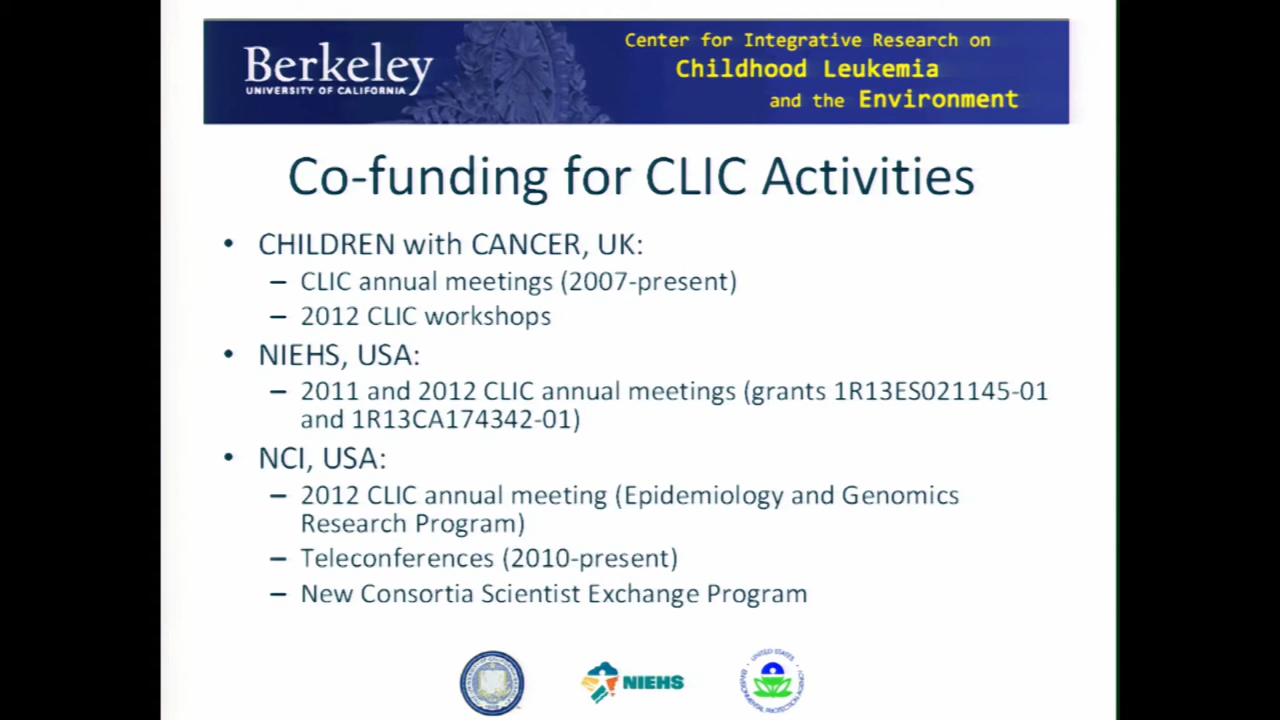 Berkeley
UNIVERSITY OF CALIFORNIA
Center for Integrative Research on
Childhood Leukemia
and the Environment
Co-funding for CLIC Activities
• CHILDREN with CANCER, UK:
– CLIC annual meetings (2007-present)
– 2012 CLIC workshops
• NIEHS, USA:
– 2011 and 2012 CLIC annual meetings (grants 1R13ES021145-01
and 1R13CA174342-01)
• NCI, USA:
– 2012 CLIC annual meeting (Epidemiology and Genomics
Research Program)
– Teleconferences (2010-present)
– New Consortia Scientist Exchange Program
NIEHS
UNITED STATES